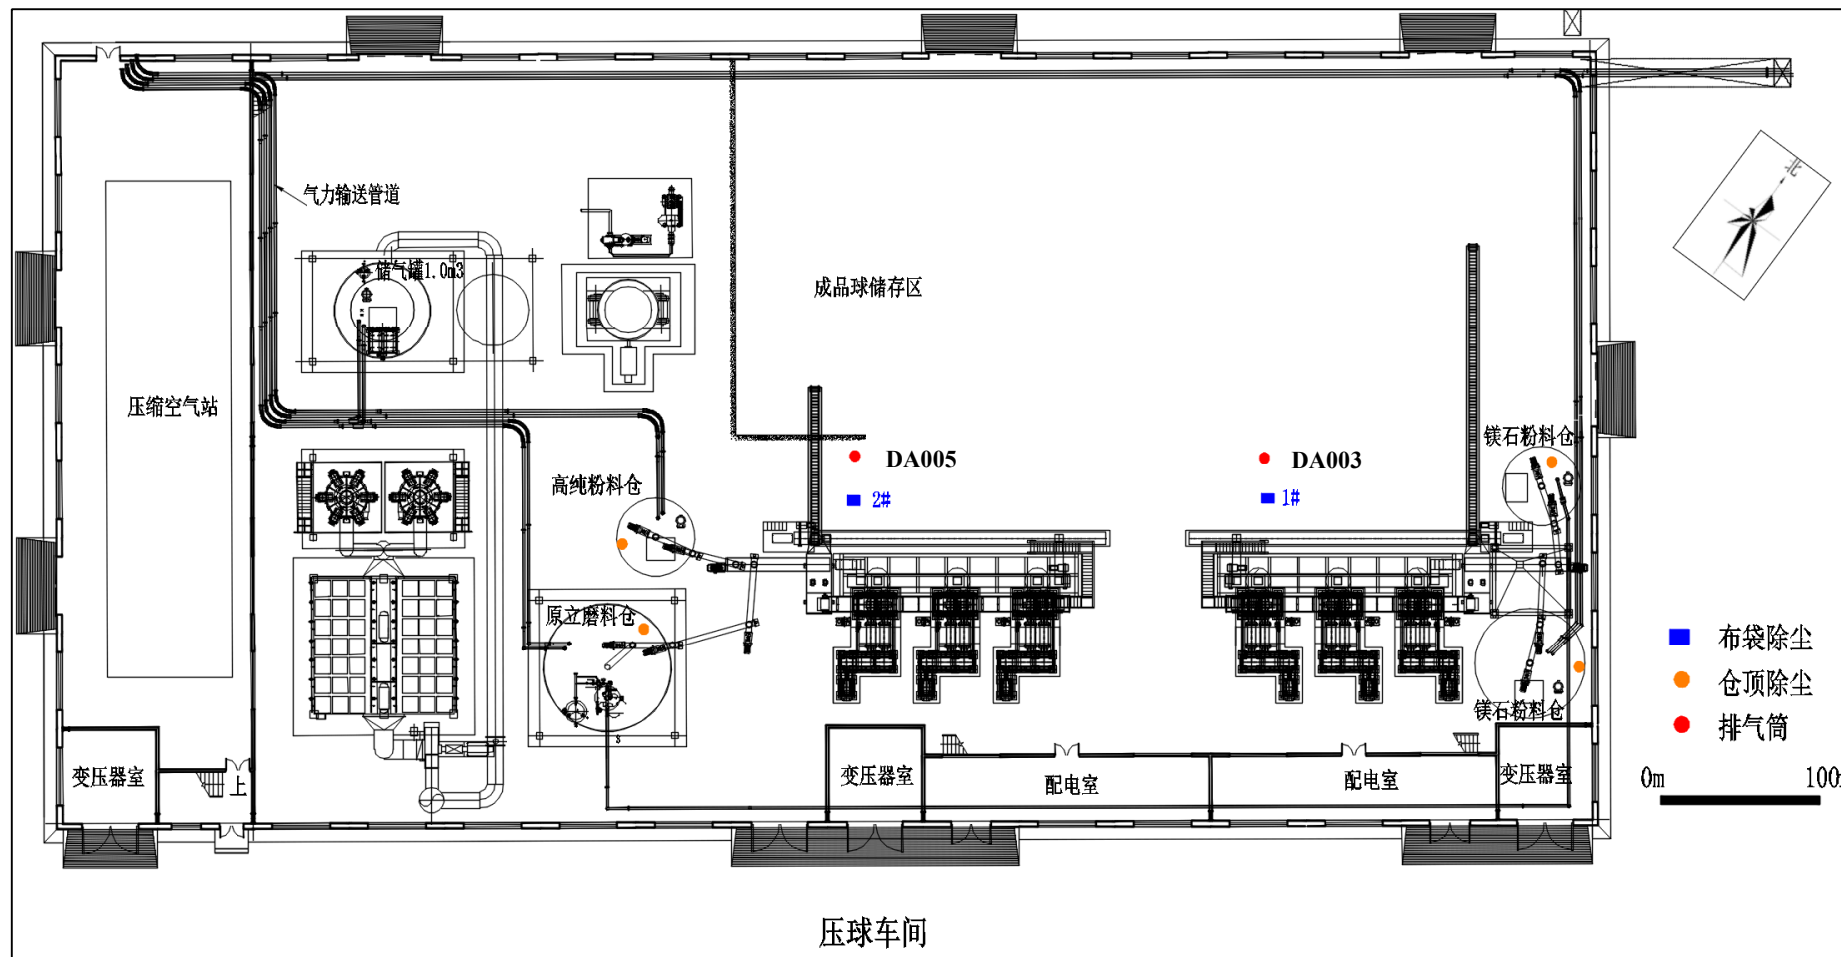 北
气力输送管道
储气罐1.0m3
成品球储存区
压缩空气站
镁石粉料仓
DA005
DA003
高纯粉料仓
2#
1#
原立磨料仓
布袋除尘
仓顶除尘
镁石粉料仓
排气筒
变压器室
上
变压器室
配电室
配电室
变压器室
0m
100m
压球车间